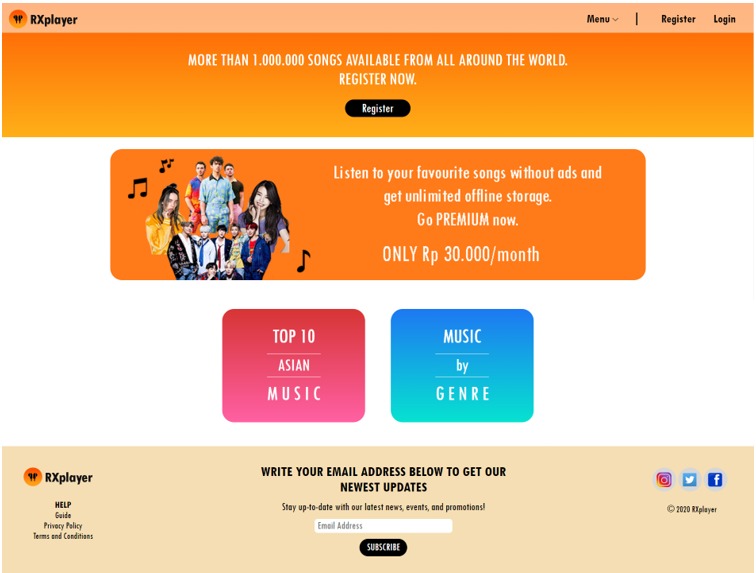 RXplayer
Menu
Register
Login
MORE THAN 1.000.000 SONGS AVAILABLE FROM ALL AROUND THE WORLD.
REGISTER NOW.
Register
Listen to your favourite songs without ads and
get unlimited offline storage.
Go PREMIUM now.
ONLY Rp 30.000/month
TOP 10
ASIAN
MUSIC
MUSIC
by
GENRE
RXplayer
HELP
Guide
Privacy Policy
Terms and Conditions
WRITE YOUR EMAIL ADDRESS BELOW TO GET OUR
NEWEST UPDATES
Stay up-to-date with our latest news, events, and promotions!
Email Address
SUBSCRIBE
© 2020 RXplayer